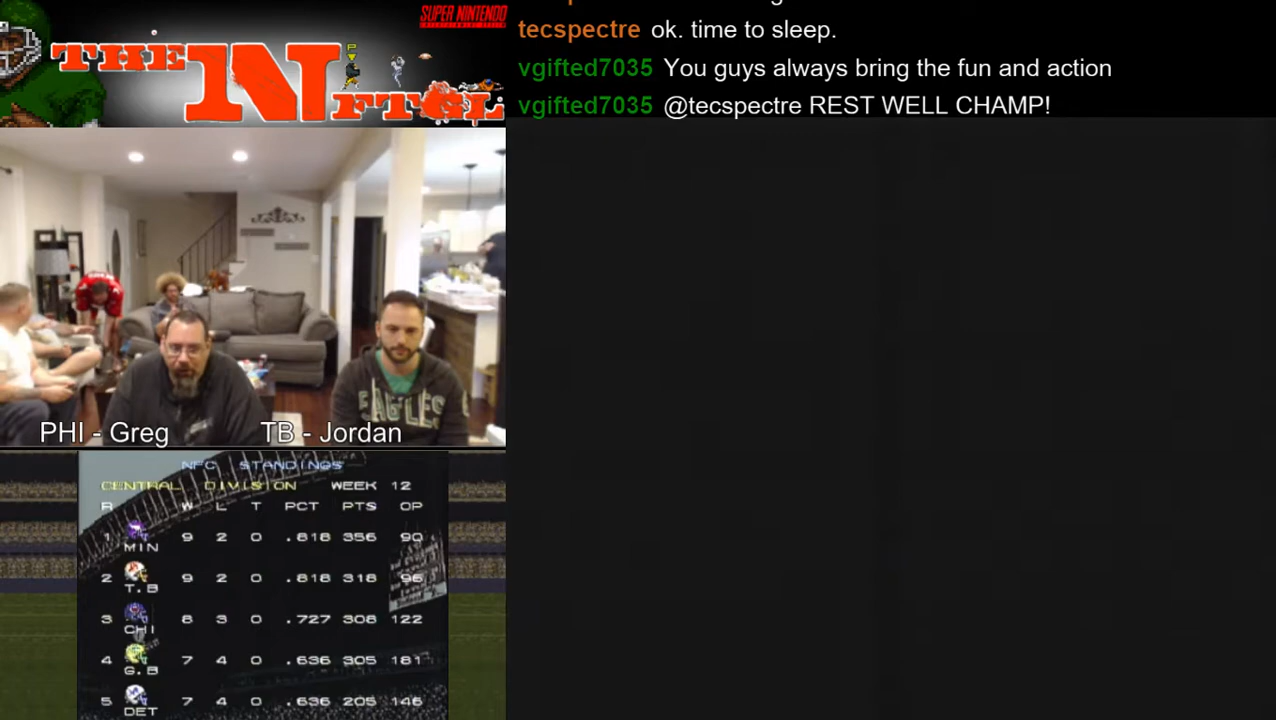 SUPER NINTENDO
ENTERTAINMENT SYSTEM
THE NFTGL
P
tecspectre ok. time to sleep.
vgifted7035 You guys always bring the fun and action
vgifted7035 @tecspectre REST WELL CHAMP!
EAGLES
PHI - Greg
TB - Jordan
NFC STANDINGS
CENTRAL DIVISION WEEK 12
R W L T PCT PTS OP
1 MIN 9 2 0 .818 356 90
2 T.B 9 2 0 .818 318 96
3 CHI 8 3 0 .727 308 122
4 G.B 7 4 0 .636 305 181
5 DET 7 4 0 .636 205 146